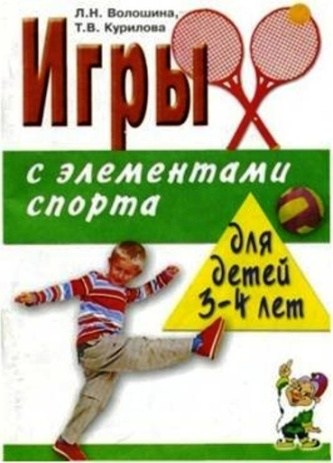 Л.Н. Волошина,
Т.В. Курилова
Игры
с элементами
спорта
для
детей
3-4 лет